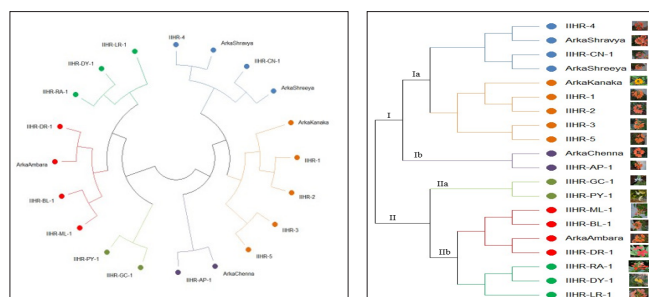 IIHR-4
ArkaShravya
IIHR-CN-1
ArkaShreeya
ArkaKanaka
IIHR-1
IIHR-2
IIHR-3
IIHR-5
ArkaChenna
IIHR-AP-1
IIHR-GC-1
IIHR-PY-1
IIHR-ML-1
IIHR-BL-1
ArkaAmbara
IIHR-DR-1
IIHR-RA-1
IIHR-DY-1
IIHR-LR-1
IIHR-4
ArkaShravya
IIHR-CN-1
ArkaShreeya
Ia
ArkaKanaka
IIHR-1
IIHR-2
I
IIHR-3
IIHR-5
Ib
ArkaChenna
IIHR-AP-1
IIa
IIHR-GC-1
IIHR-PY-1
IIHR-ML-1
II
IIHR-BL-1
ArkaAmbara
IIb
IIHR-DR-1
IIHR-RA-1
IIHR-DY-1
IIHR-LR-1